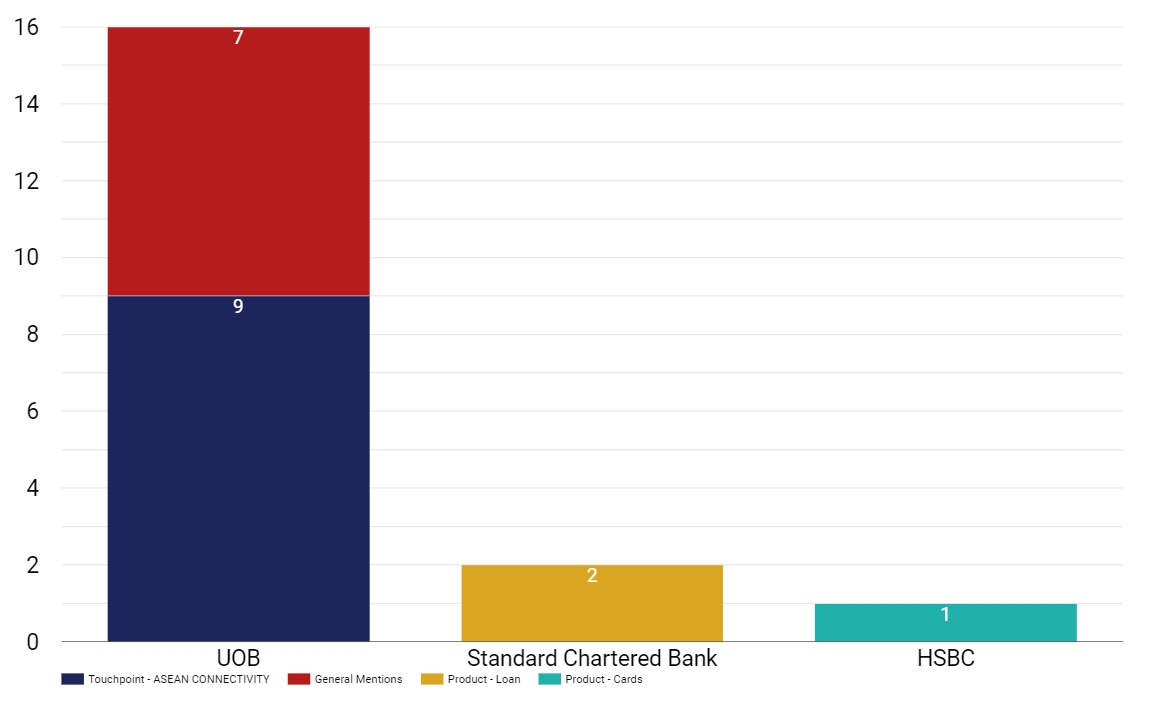 16
14
12
10
8
6
4
2
0
7
9
2
1
UOB
Standard Chartered Bank
HSBC
Touchpoint - ASEAN CONNECTIVITY
General Mentions
Product - Loan
Product - Cards